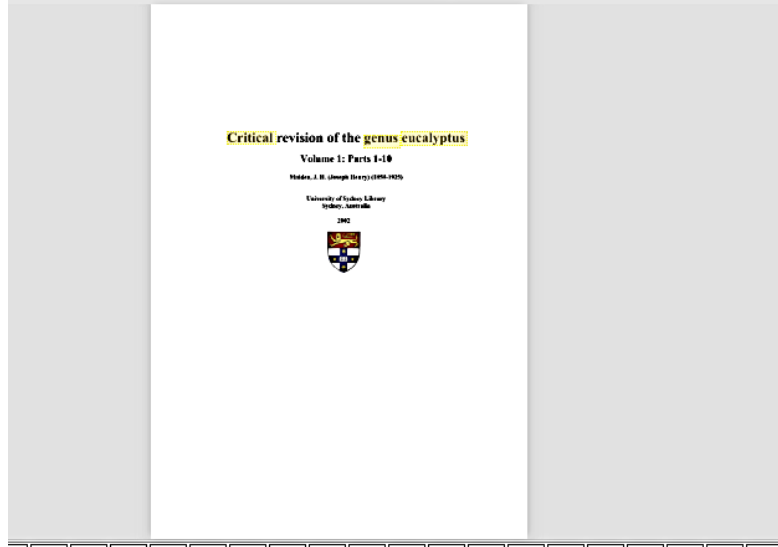 Critical revision of the genus eucalyptus
Volume 1: Parts 1-10
Maiden, J. H. (Joseph Henry) (1859-1925)
University of Sydney Library
Sydney, Australia
2002